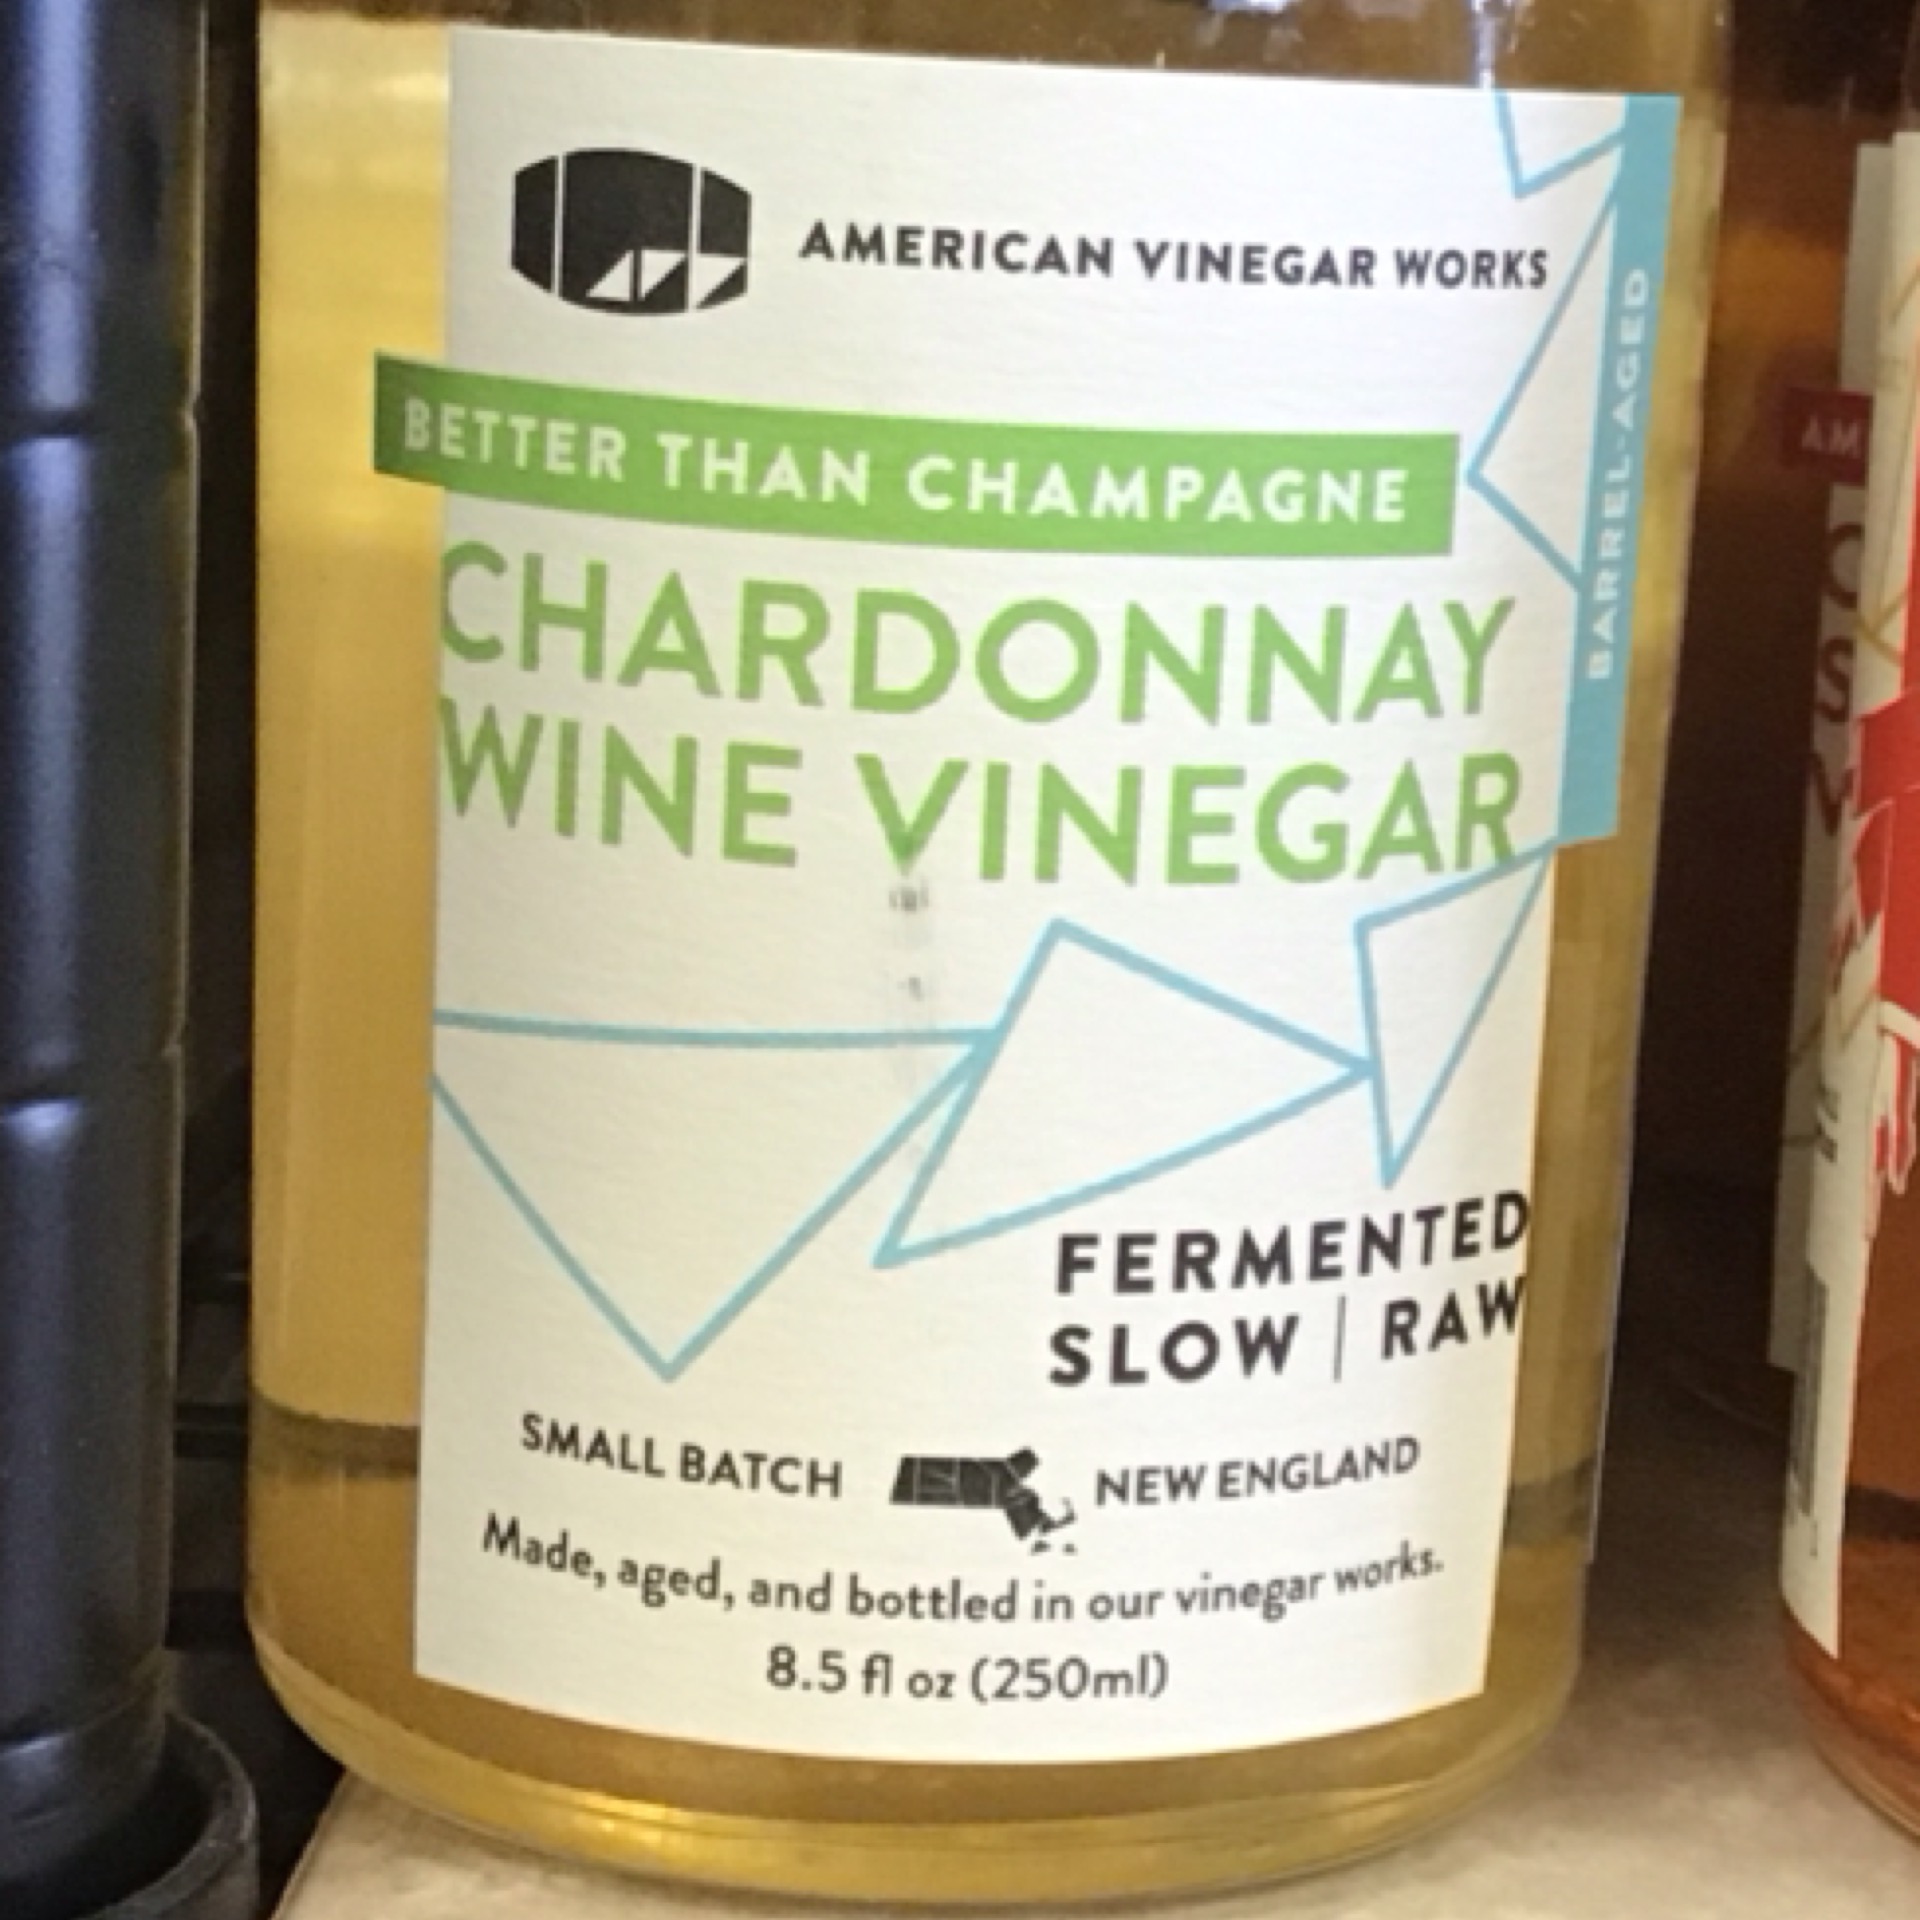 AMERICAN VINEGAR WORKS
BETTER THAN CHAMPAGNE
CHARDONNAY
WINE VINEGAR
BARREL-AGED
FERMENTED
SLOW | RAW
SMALL BATCH NEW ENGLAND
Made, aged, and bottled in our vinegar works.
8.5 fl oz (250ml)
AM